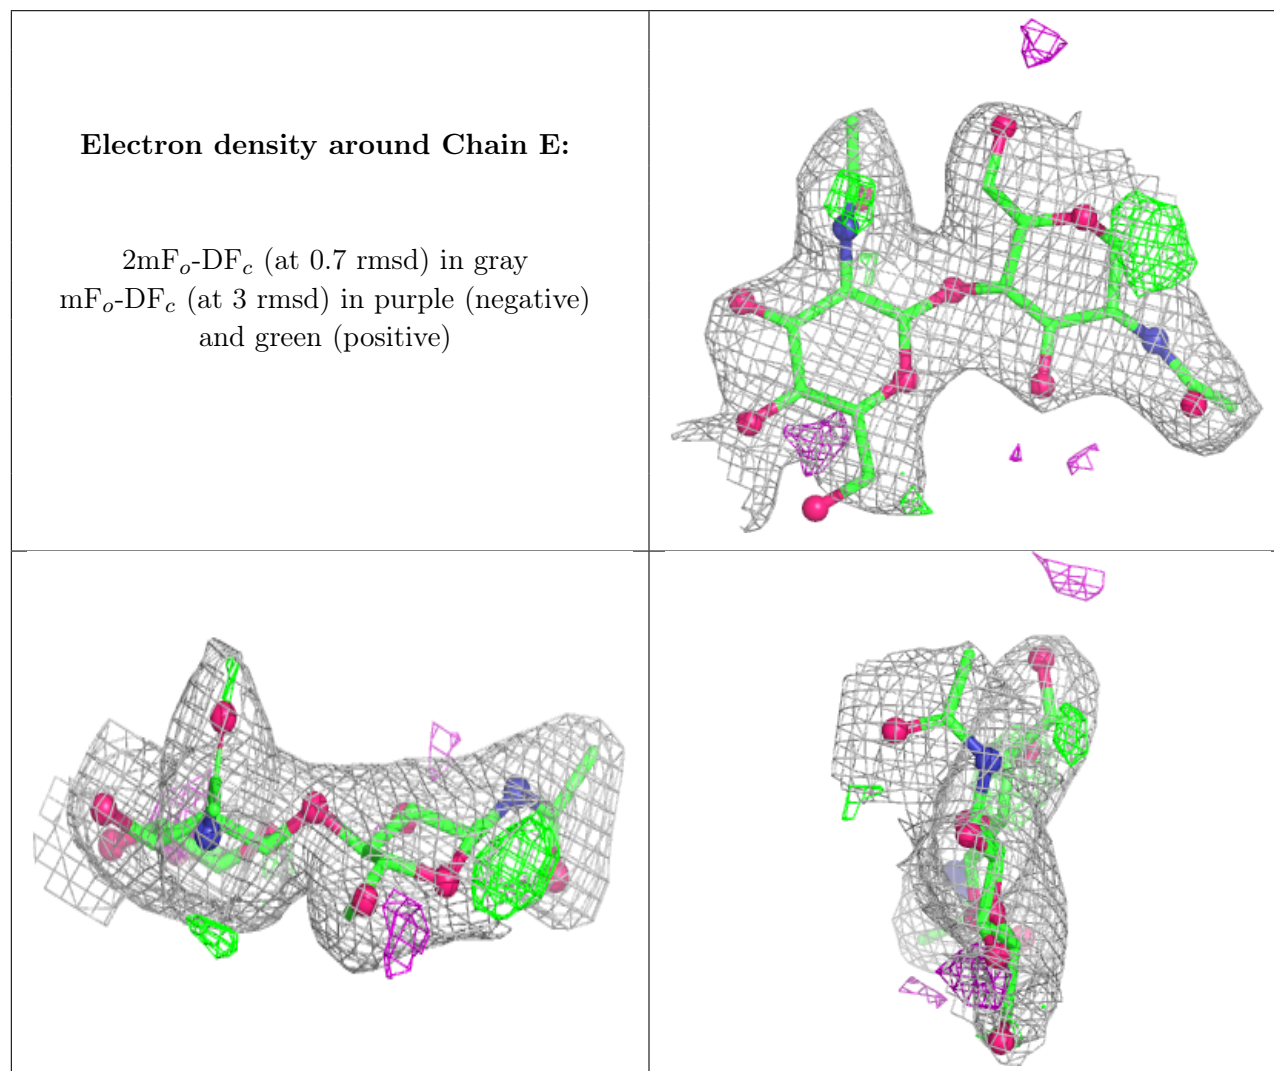 Electron density around Chain E:
2mFo-DFc (at 0.7 rmsd) in gray
mFo-DFc (at 3 rmsd) in purple (negative)
and green (positive)